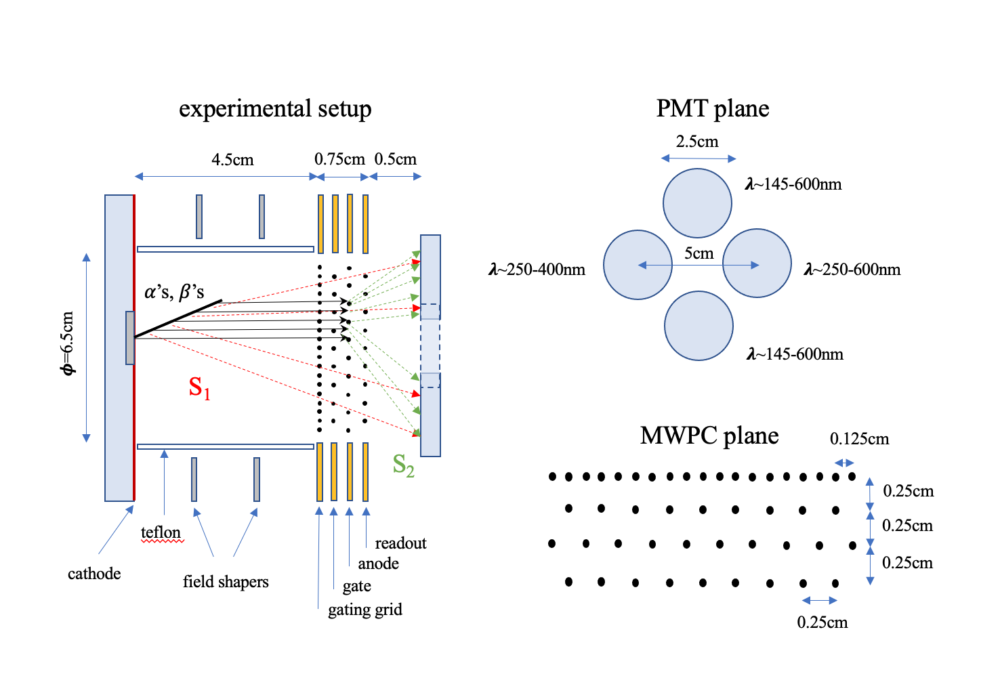 experimental setup
PMT plane
2.5cm
4.5cm
0.75cm
0.5cm
λ~145-600nm
5cm
λ~250-400nm
λ~250-600nm
α’s, β’s
ϕ=6.5cm
λ~145-600nm
S₁
S₂
MWPC plane
0.125cm
0.25cm
0.25cm
0.25cm
0.25cm
teflon
cathode
field shapers
readout
anode
gate
gating grid